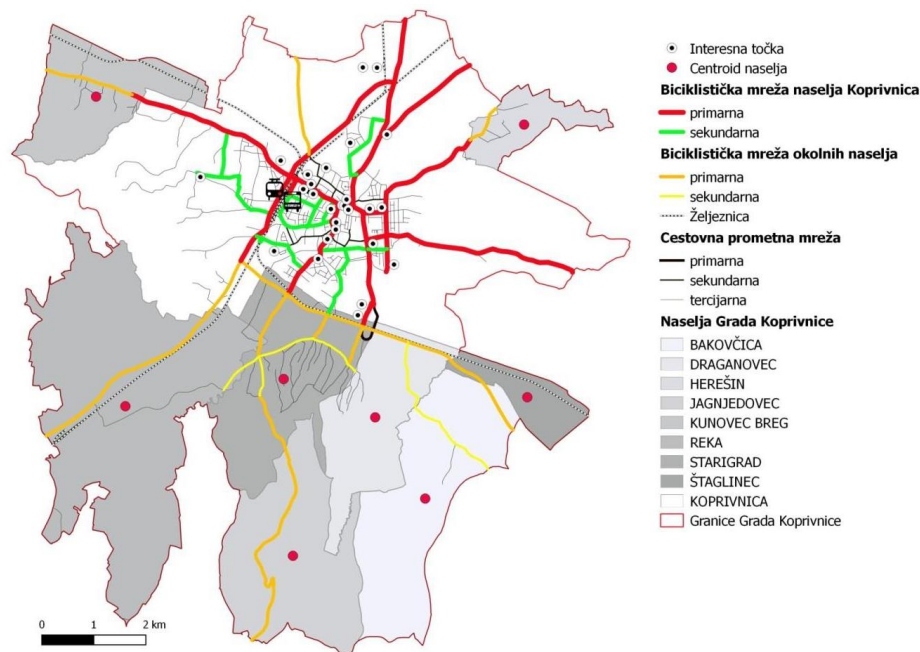 Interesna točka
Centroid naselja
Biciklistička mreža naselja Koprivnica
primarna
sekundarna
Biciklistička mreža okolnih naselja
primarna
sekundarna
Željeznica
Cestovna prometna mreža
primarna
sekundarna
tercijarna
Naselja Grada Koprivnice
BAKOVČICA
DRAGANOVEC
HEREŠIN
JAGNJEDOVEC
KUNOVEC BREG
REKA
STARIGRAD
ŠTAGLINEC
KOPRIVNICA
Granice Grada Koprivnice
0 1 2 km